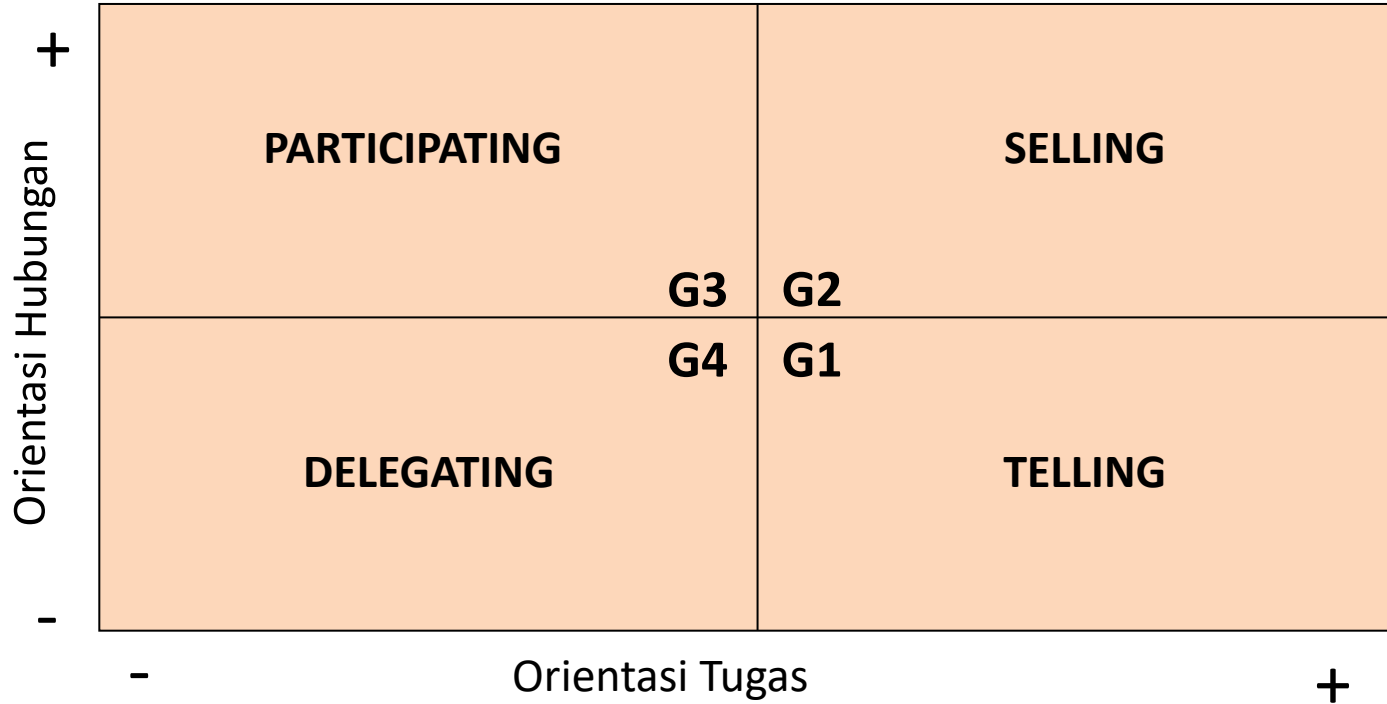 +
Orientasi Hubungan
-
PARTICIPATING
SELLING
G3 G2
G4 G1
DELEGATING
TELLING
-
Orientasi Tugas
+